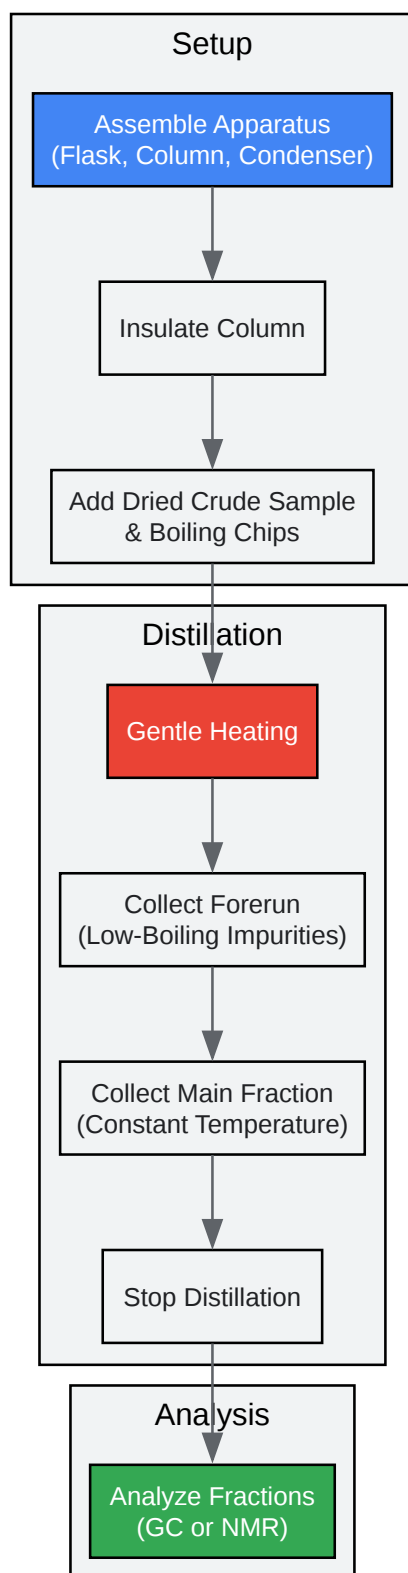 Setup
Assemble Apparatus
(Flask, Column, Condenser)
Insulate Column
Add Dried Crude Sample
& Boiling Chips
Distillation
Gentle Heating
Collect Forerun
(Low-Boiling Impurities)
Collect Main Fraction
(Constant Temperature)
Stop Distillation
Analysis
Analyze Fractions
(GC or NMR)